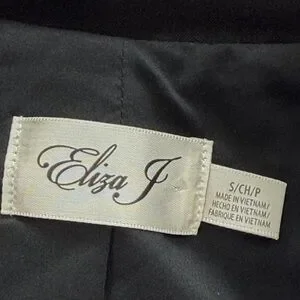 Eliza J
S/CH/P
MADE IN VIETNAM/
HECHO EN VIETNAM/
FABRIQUE EN VIETNAM